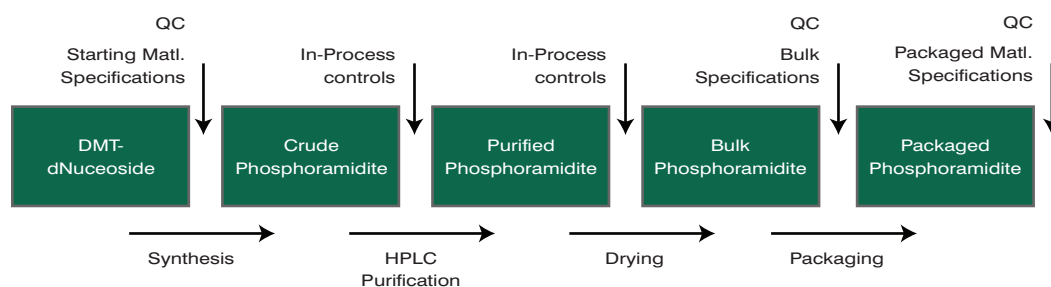 QC
Starting Matl.
Specifications
In-Process
controls
In-Process
controls
QC
Bulk
Specifications
QC
Packaged Matl.
Specifications
DMT-
dNuceoside
Crude
Phosphoramidite
Purified
Phosphoramidite
Bulk
Phosphoramidite
Packaged
Phosphoramidite
Synthesis
HPLC
Purification
Drying
Packaging